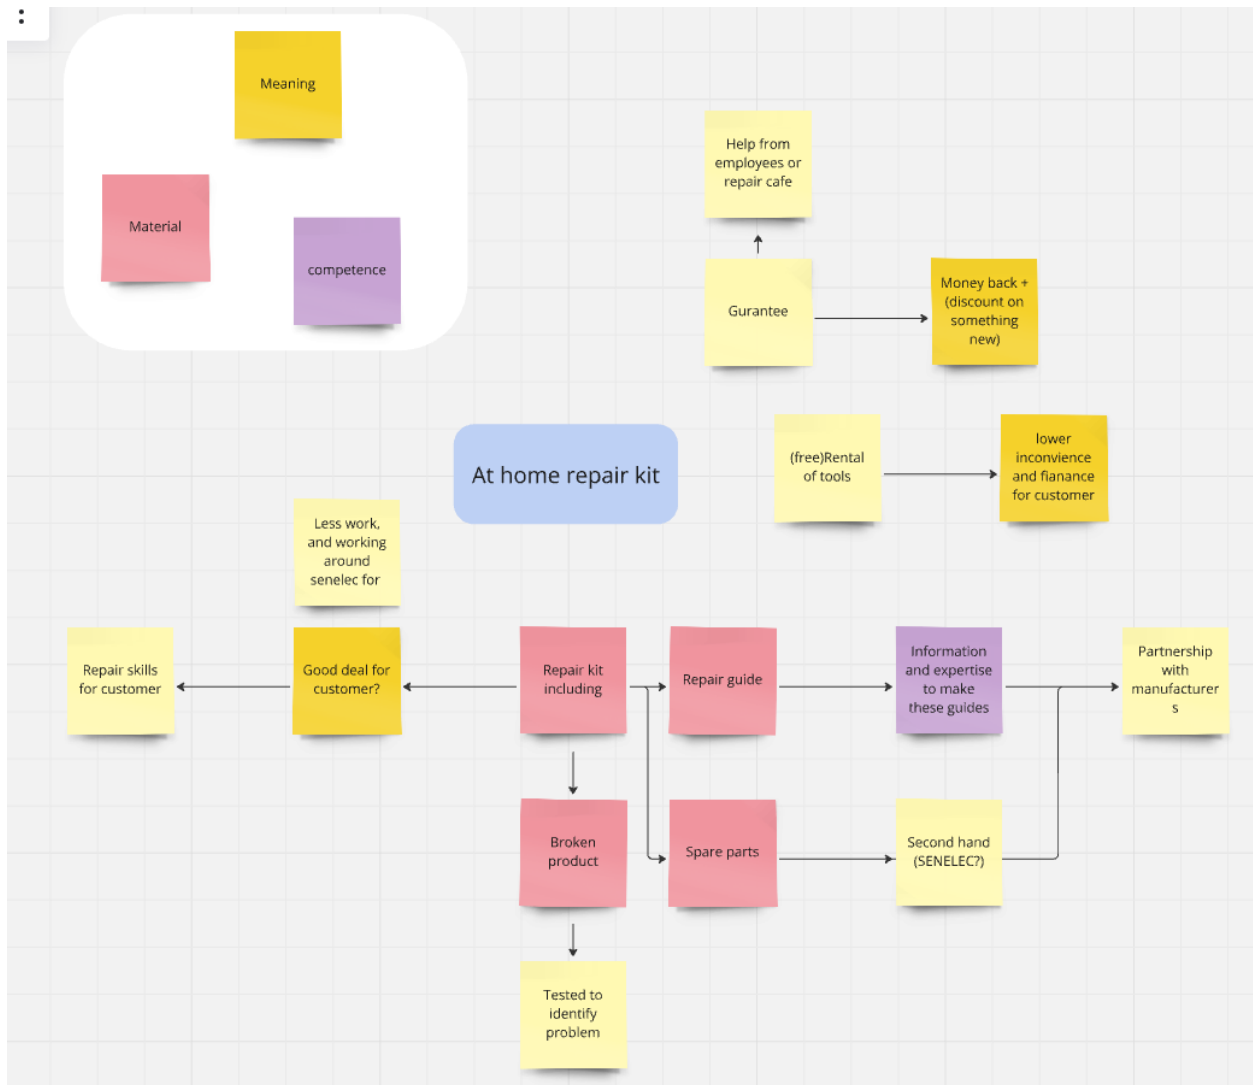 Meaning
Material
competence
Help from
employees or
repair cafe
Gurantee
Money back +
(discount on
something
new)
At home repair kit
(free)Rental
of tools
lower
inconvience
and fianance
for customer
Less work,
and working
around
senelec for
Repair skills
for customer
Good deal for
customer?
Repair kit
including
Repair guide
Information
and expertise
to make
these guides
Partnership
with
manufacturer
s
Broken
product
Spare parts
Second hand
(SENELEC?)
Tested to
identify
problem